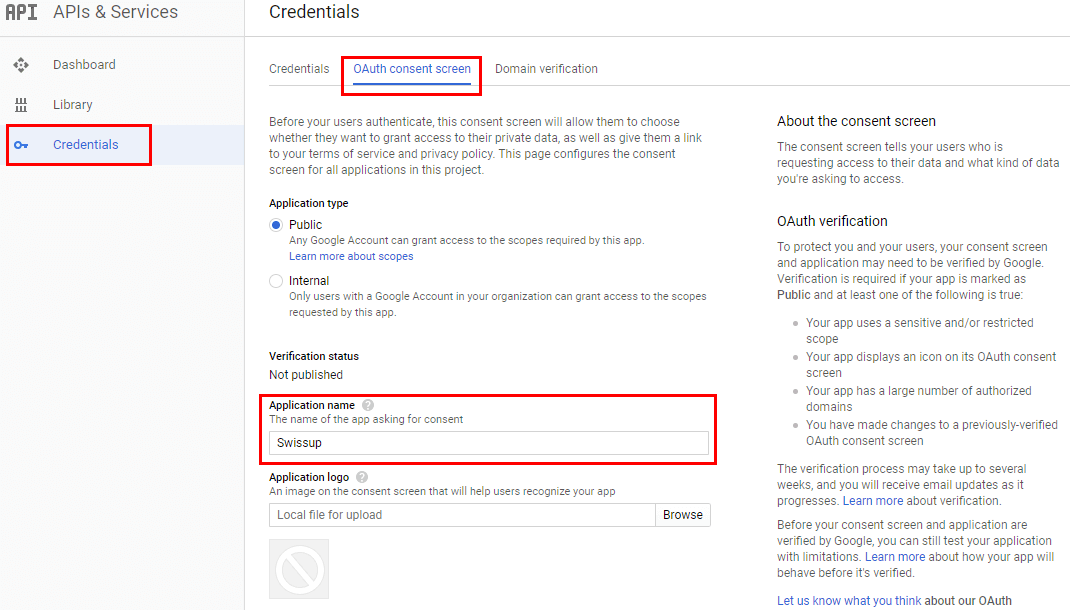 API APIs & Services
Credentials
Dashboard
Library
Credentials
Credentials OAuth consent screen Domain verification
Before your users authenticate, this consent screen will allow them to choose
whether they want to grant access to their private data, as well as give them a link
to your terms of service and privacy policy. This page configures the consent
screen for all applications in this project.
Application type
Public
Any Google Account can grant access to the scopes required by this app.
Learn more about scopes
Internal
Only users with a Google Account in your organization can grant access to the scopes
requested by this app.
Verification status
Not published
Application name ?
The name of the app asking for consent
Swissup
Application logo ?
An image on the consent screen that will help users recognize your app
Local file for upload Browse
About the consent screen
The consent screen tells your users who is
requesting access to their data and what kind of data
you're asking to access.
OAuth verification
To protect you and your users, your consent screen
and application may need to be verified by Google.
Verification is required if your app is marked as
Public and at least one of the following is true:
Your app uses a sensitive and/or restricted
scope
Your app displays an icon on its OAuth consent
screen
Your app has a large number of authorized
domains
You have made changes to a previously-verified
OAuth consent screen
The verification process may take up to several
weeks, and you will receive email updates as it
progresses. Learn more about verification.
Before your consent screen and application are
verified by Google, you can still test your application
with limitations. Learn more about how your app will
behave before it's verified.
Let us know what you think about our OAuth